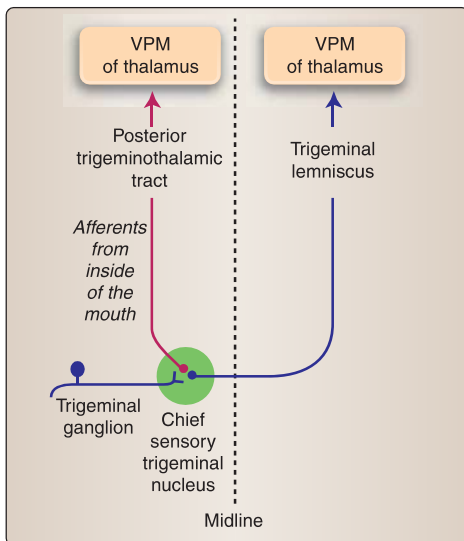 VPM
of thalamus
VPM
of thalamus
Posterior
trigeminothalamic
tract
Trigeminal
lemniscus
Afferents
from
inside
of the
mouth
Trigeminal
ganglion
Chief
sensory
trigeminal
nucleus
Midline